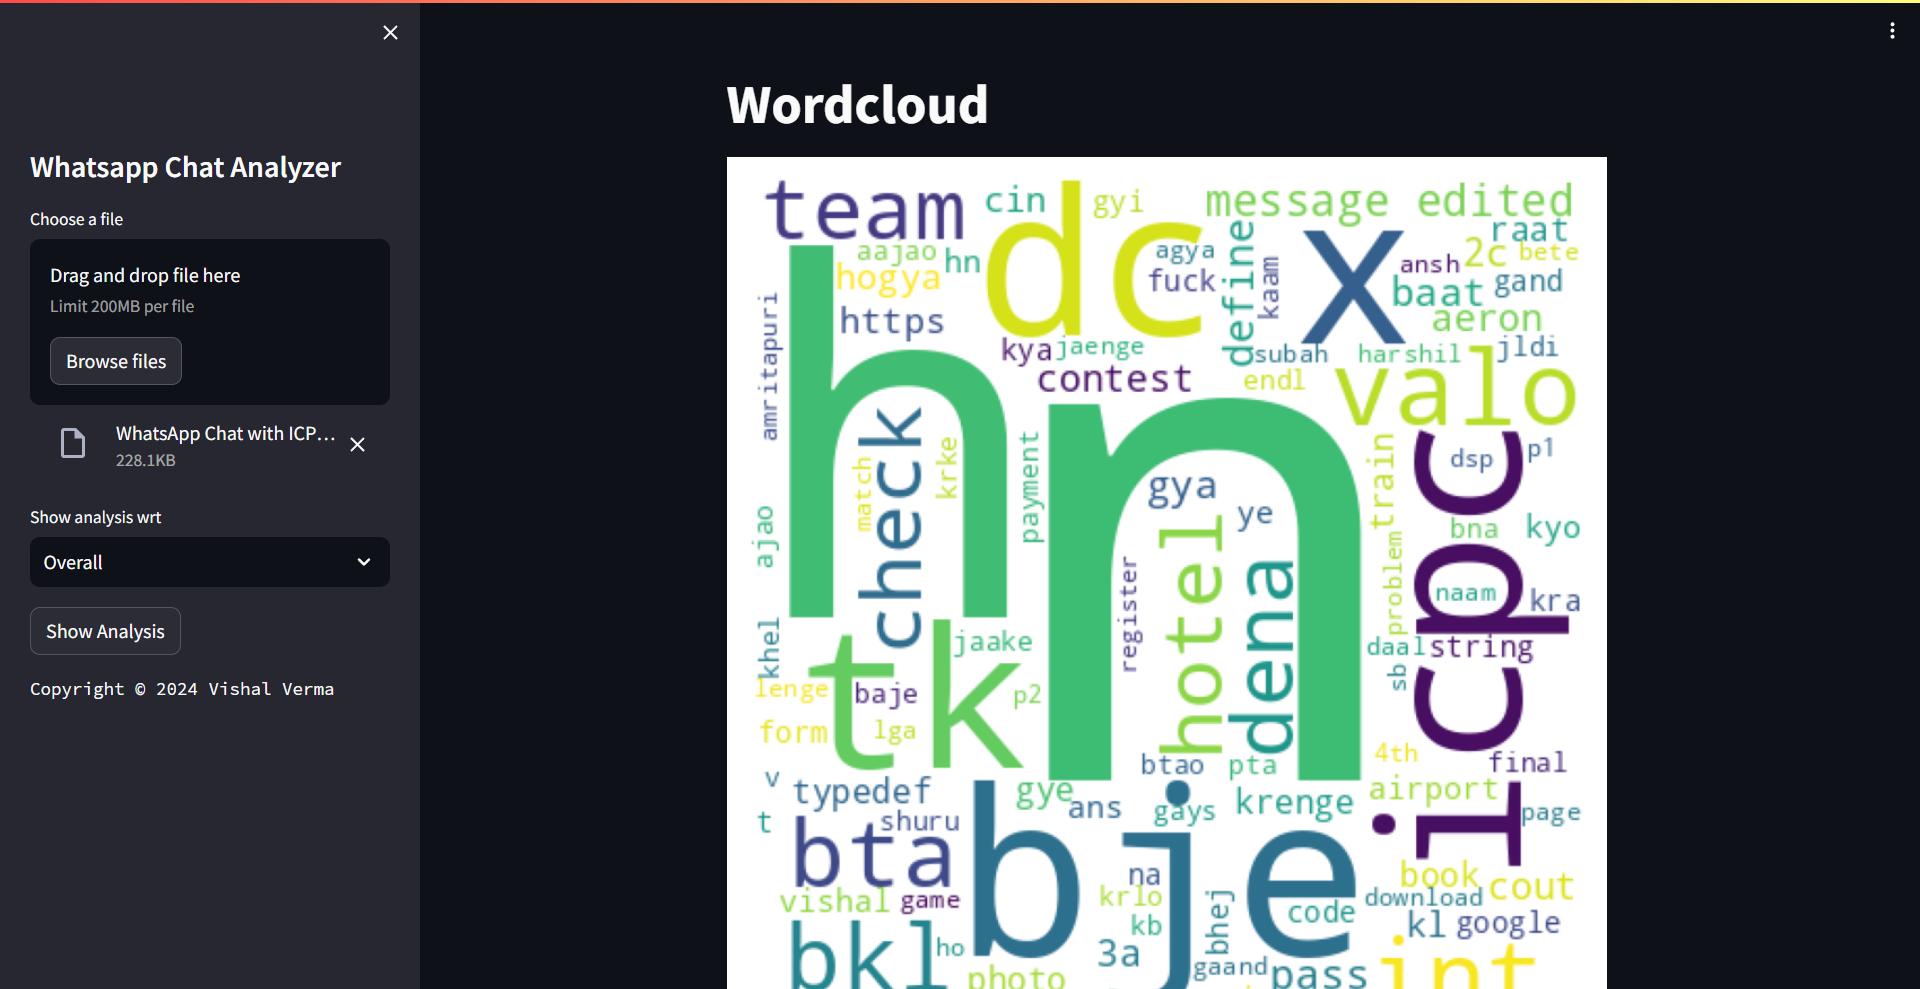 Whatsapp Chat Analyzer
Choose a file
Drag and drop file here
Limit 200MB per file
Browse files
WhatsApp Chat with ICP...
228.1KB
Show analysis wrt
Overall
Show Analysis
Copyright © 2024 Vishal Verma
Wordcloud
team
cin
dc
gyi
message edited
raat
aajao
hn
agya
define
x
ansh
2c
bete
hogya
fuck
kaam
baat
gand
amritapuri
https
aeron
kya
jaenge
subah
harshil
jldi
contest
endl
valo
hn
check
match
krke
payment
gya
ye
train
icpc
dsp
p1
ajao
hotel
dena
bna
kyo
register
problem
naam
kra
khel
tk
jaake
daal
string
lenge
baje
p2
sb
form
lga
4th
final
v
typedef
gye
btao
pta
airport
t
shuru
ans
gays
krenge
page
bta
bje
na
book
cout
vishal
game
krlo
bhej
code
download
kb
kl
google
bkl
ho
3a
photo
gaand
pass
int